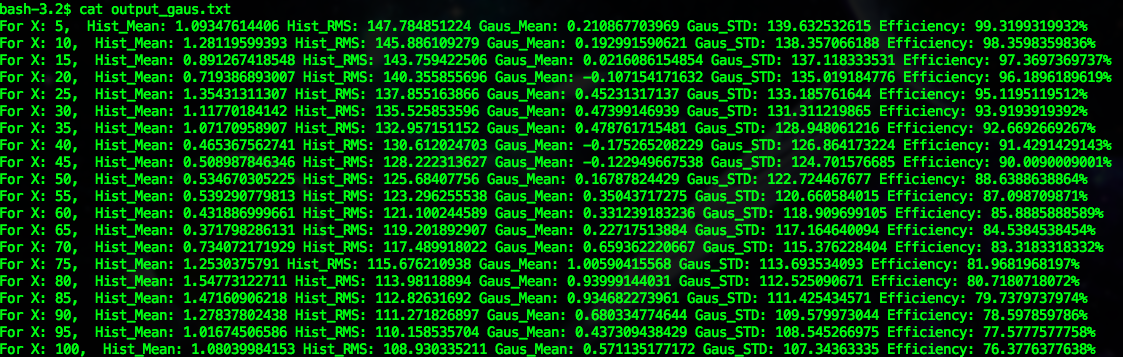 bash-3.2$ cat output_gaus.txt
For X: 5,  Hist_Mean: 1.09347614406 Hist_RMS: 147.784851224 Gaus_Mean: 0.210867703969 Gaus_STD: 139.632532615 Efficiency: 99.3199319932%
For X: 10,  Hist_Mean: 1.28119599393 Hist_RMS: 145.886109279 Gaus_Mean: 0.192991590621 Gaus_STD: 138.357066188 Efficiency: 98.3598359836%
For X: 15,  Hist_Mean: 0.891267418548 Hist_RMS: 143.759422506 Gaus_Mean: 0.0216086154854 Gaus_STD: 137.118333531 Efficiency: 97.3697369737%
For X: 20,  Hist_Mean: 0.719386893007 Hist_RMS: 140.355855696 Gaus_Mean: -0.107154171632 Gaus_STD: 135.019184776 Efficiency: 96.1896189619%
For X: 25,  Hist_Mean: 1.35431311307 Hist_RMS: 137.855163866 Gaus_Mean: 0.45231317137 Gaus_STD: 133.185761644 Efficiency: 95.1195119512%
For X: 30,  Hist_Mean: 1.11770184142 Hist_RMS: 135.525853596 Gaus_Mean: 0.47399146939 Gaus_STD: 131.311219865 Efficiency: 93.9193919392%
For X: 35,  Hist_Mean: 1.07170958907 Hist_RMS: 132.957151152 Gaus_Mean: 0.478761715481 Gaus_STD: 128.948061216 Efficiency: 92.6692669267%
For X: 40,  Hist_Mean: 0.465367562741 Hist_RMS: 130.612024703 Gaus_Mean: -0.175265208229 Gaus_STD: 126.864173224 Efficiency: 91.4291429143%
For X: 45,  Hist_Mean: 0.508987846346 Hist_RMS: 128.222313627 Gaus_Mean: -0.122949667538 Gaus_STD: 124.701576685 Efficiency: 90.0090009001%
For X: 50,  Hist_Mean: 0.534670305225 Hist_RMS: 125.68407756 Gaus_Mean: 0.16787824429 Gaus_STD: 122.724467677 Efficiency: 88.6388638864%
For X: 55,  Hist_Mean: 0.539290779813 Hist_RMS: 123.296255538 Gaus_Mean: 0.35043717275 Gaus_STD: 120.660584015 Efficiency: 87.098709871%
For X: 60,  Hist_Mean: 0.431886999661 Hist_RMS: 121.100244589 Gaus_Mean: 0.331239183236 Gaus_STD: 118.909699105 Efficiency: 85.8885888589%
For X: 65,  Hist_Mean: 0.371798286131 Hist_RMS: 119.201892907 Gaus_Mean: 0.22717513884 Gaus_STD: 117.164640094 Efficiency: 84.5384538454%
For X: 70,  Hist_Mean: 0.734072171929 Hist_RMS: 117.489918022 Gaus_Mean: 0.659362220667 Gaus_STD: 115.376228404 Efficiency: 83.3183318332%
For X: 75,  Hist_Mean: 1.2530375791 Hist_RMS: 115.676210938 Gaus_Mean: 1.00590415568 Gaus_STD: 113.693534093 Efficiency: 81.9681968197%
For X: 80,  Hist_Mean: 1.54773122711 Hist_RMS: 113.98118894 Gaus_Mean: 0.93999144031 Gaus_STD: 112.525090671 Efficiency: 80.7180718072%
For X: 85,  Hist_Mean: 1.47160906218 Hist_RMS: 112.82631692 Gaus_Mean: 0.934682273961 Gaus_STD: 111.425434571 Efficiency: 79.7379737974%
For X: 90,  Hist_Mean: 1.27837802438 Hist_RMS: 111.271826897 Gaus_Mean: 0.680334774644 Gaus_STD: 109.579973044 Efficiency: 78.597859786%
For X: 95,  Hist_Mean: 1.01674506586 Hist_RMS: 110.158535704 Gaus_Mean: 0.437309438429 Gaus_STD: 108.545266975 Efficiency: 77.5777577758%
For X: 100,  Hist_Mean: 1.08039984153 Hist_RMS: 108.930335211 Gaus_Mean: 0.571135177172 Gaus_STD: 107.34363335 Efficiency: 76.3776377638%